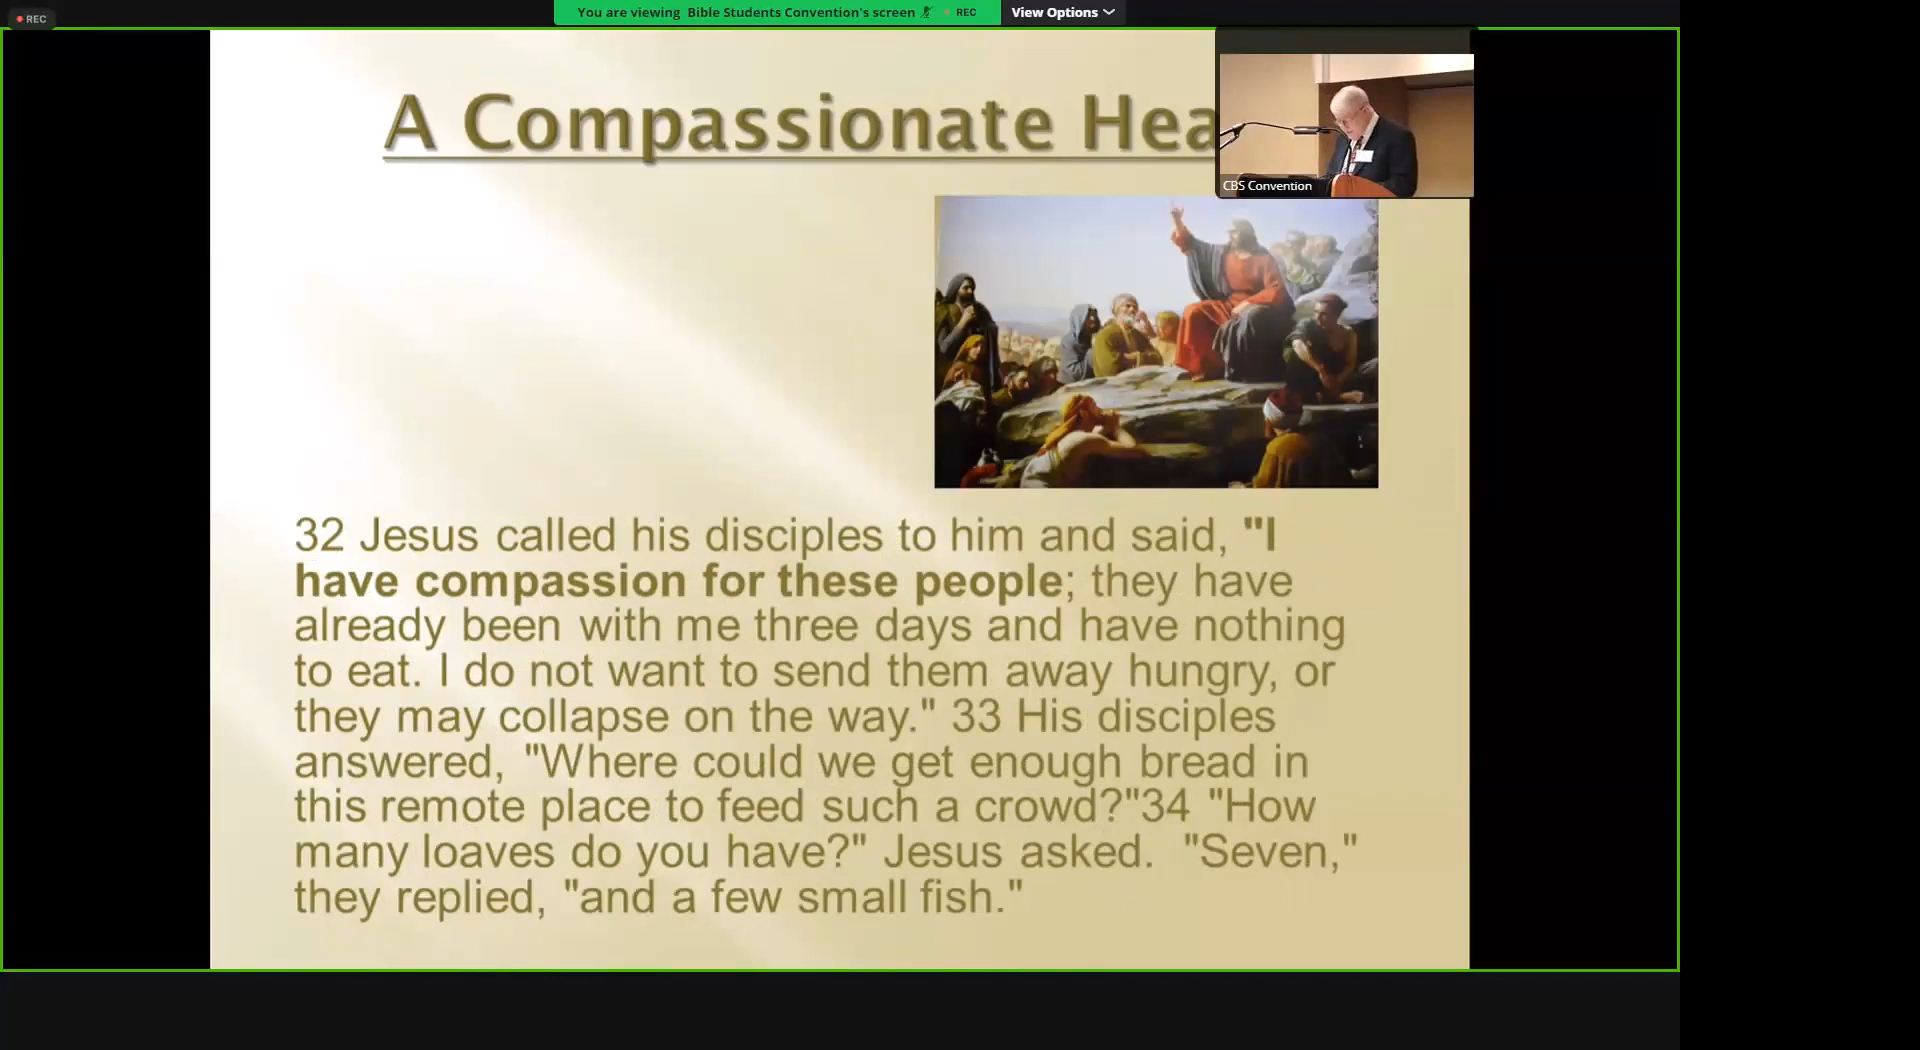 REC
You are viewing Bible Students Convention's screen
REC
View Options
A Compassionate Hea
CBS Convention
32 Jesus called his disciples to him and said, "I
have compassion for these people; they have
already been with me three days and have nothing
to eat. I do not want to send them away hungry, or
they may collapse on the way." 33 His disciples
answered, "Where could we get enough bread in
this remote place to feed such a crowd?"34 "How
many loaves do you have?" Jesus asked.  "Seven,"
they replied, "and a few small fish."